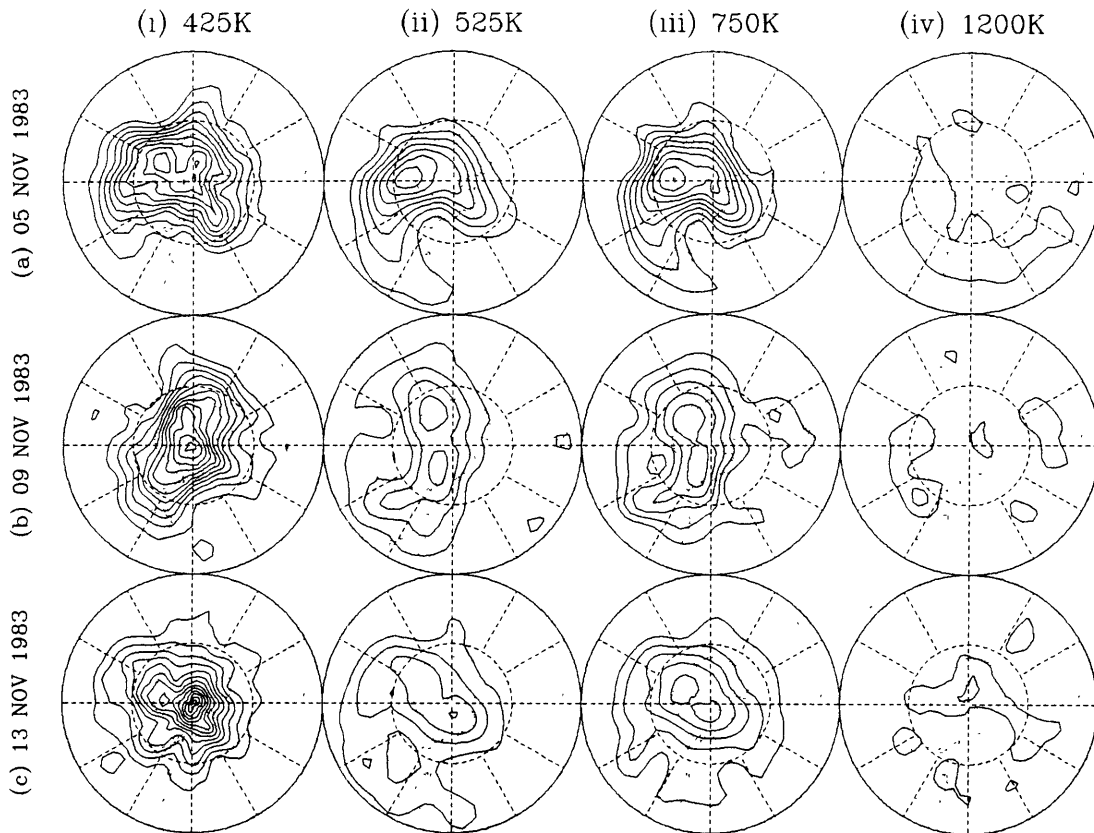 (i) 425K (ii) 525K (iii) 750K (iv) 1200K
(a) 05 NOV 1983
(b) 09 NOV 1983
(c) 13 NOV 1983